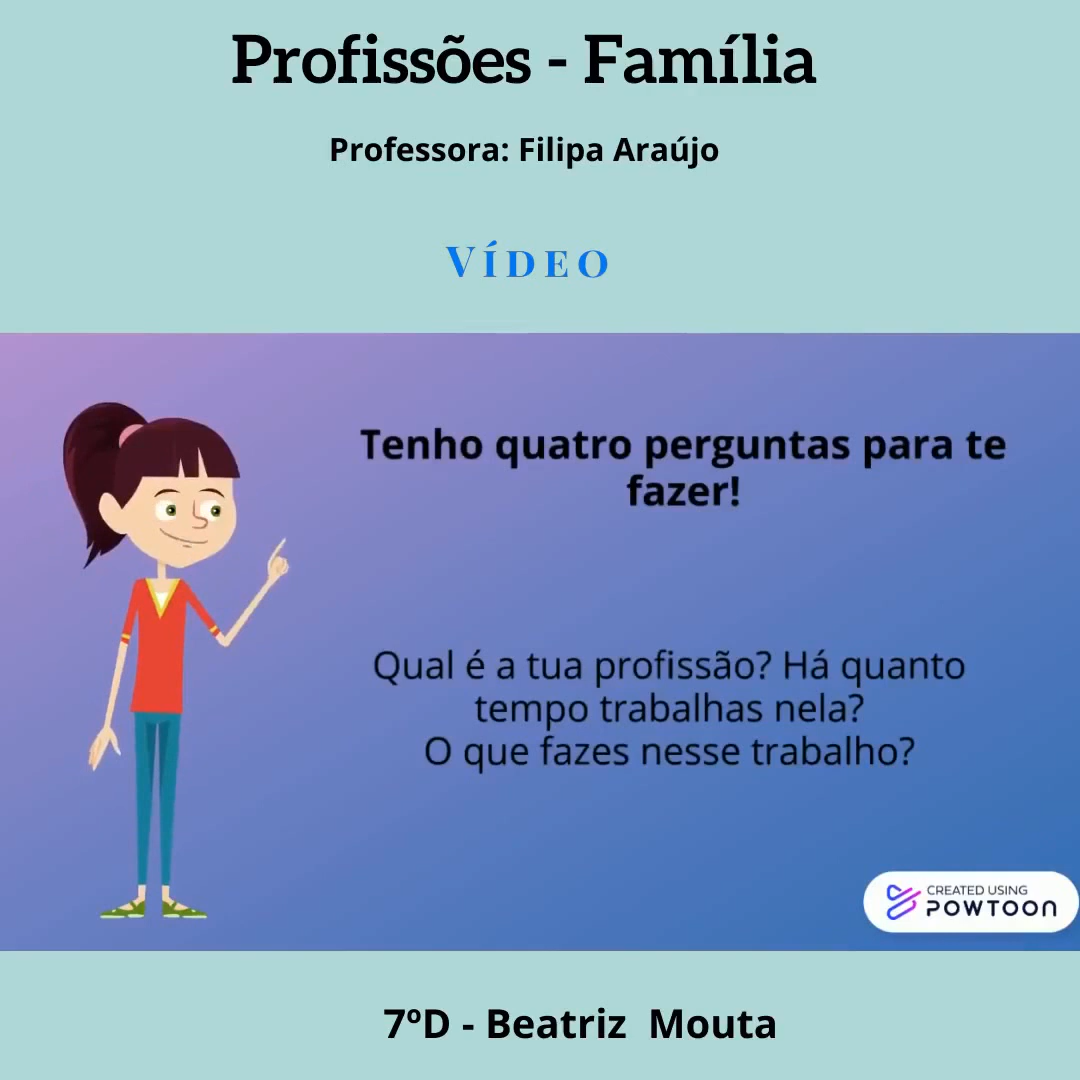 Profissões - Família
Professora: Filipa Araújo
VÍDEO
Tenho quatro perguntas para te
fazer!
Qual é a tua profissão? Há quanto
tempo trabalhas nela?
O que fazes nesse trabalho?
CREATED USING
POWTOON
7ºD - Beatriz Mouta